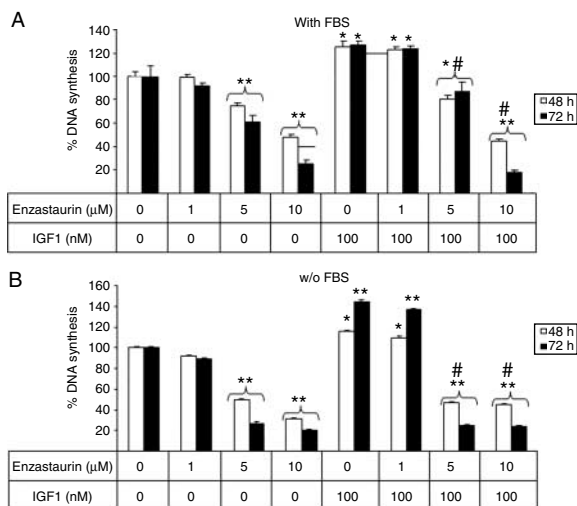 A
With FBS
140
120
100
80
60
40
20
% DNA synthesis
** ** * * * * * # # **
48 h
72 h
Enzastaurin (μM) 0 1 5 10 0 1 5 10
IGF1 (nM) 0 0 0 0 100 100 100 100
B
w/o FBS
160
140
120
100
80
60
40
20
% DNA synthesis
** ** * ** * ** # ** # **
48 h
72 h
Enzastaurin (μM) 0 1 5 10 0 1 5 10
IGF1 (nM) 0 0 0 0 100 100 100 100